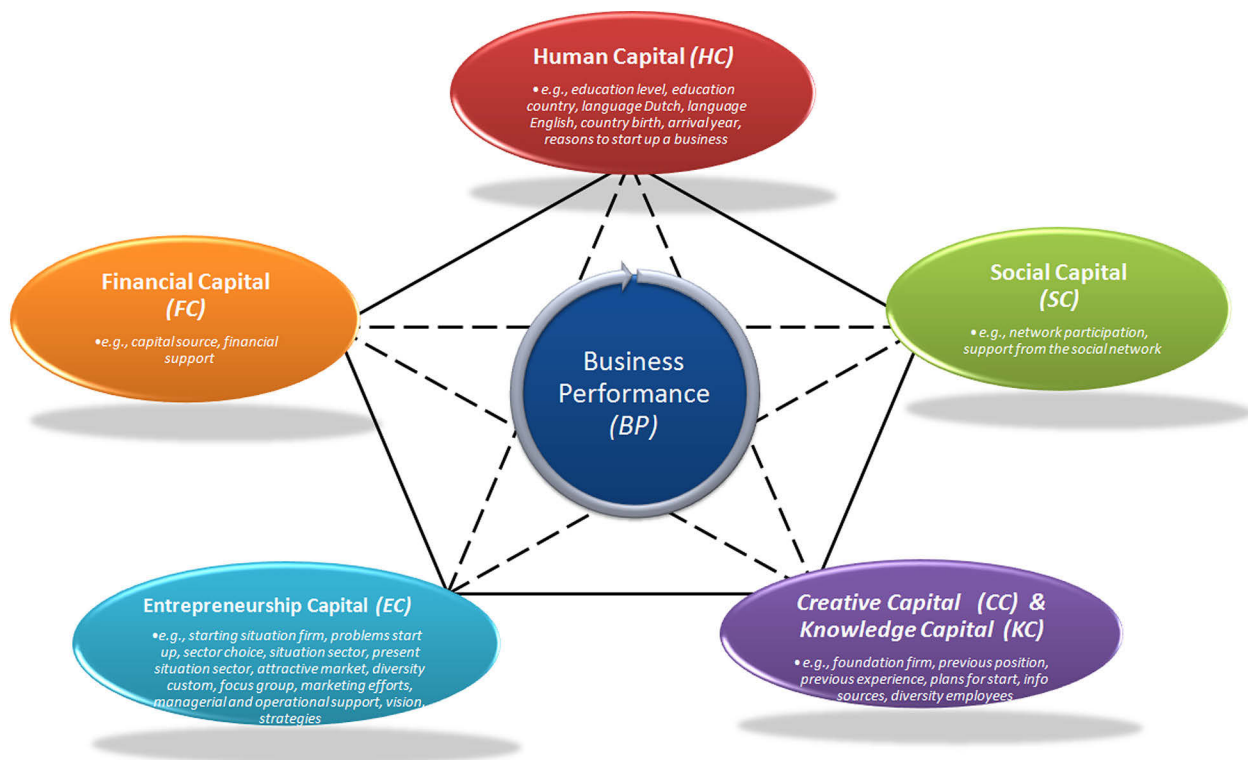 Human Capital (HC)
• e.g., education level, education
country, language Dutch, language
English, country birth, arrival year,
reasons to start up a business
Financial Capital
(FC)
•e.g., capital source, financial
support
Social Capital
(SC)
• e.g., network participation,
support from the social network
Business
Performance
(BP)
Entrepreneurship Capital (EC)
•e.g., starting situation firm, problems start
up, sector choice, situation sector, present
situation sector, attractive market, diversity
custom, focus group, marketing efforts,
managerial and operational support, vision,
strategies
Creative Capital (CC) &
Knowledge Capital (KC)
• e.g., foundation firm, previous position,
previous experience, plans for start, info
sources, diversity employees